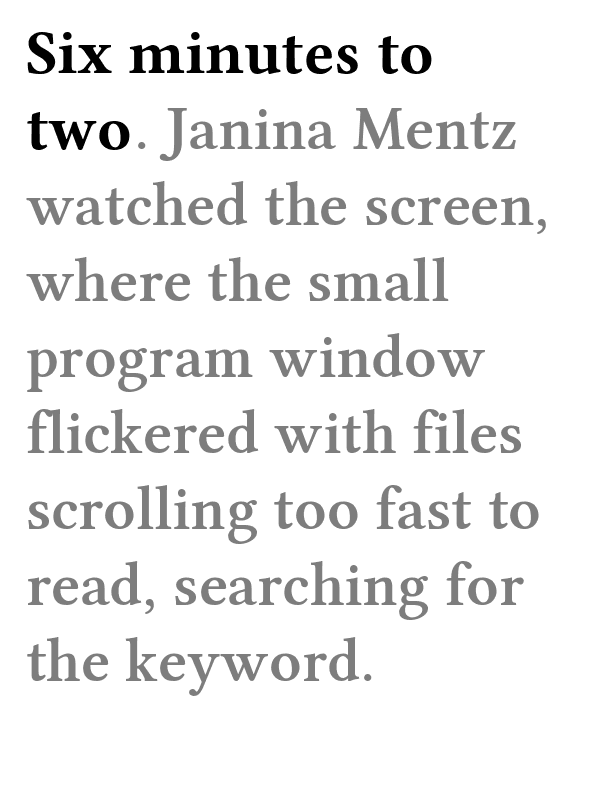 Six minutes to
two. Janina Mentz
watched the screen,
where the small
program window
flickered with files
scrolling too fast to
read, searching for
the keyword.